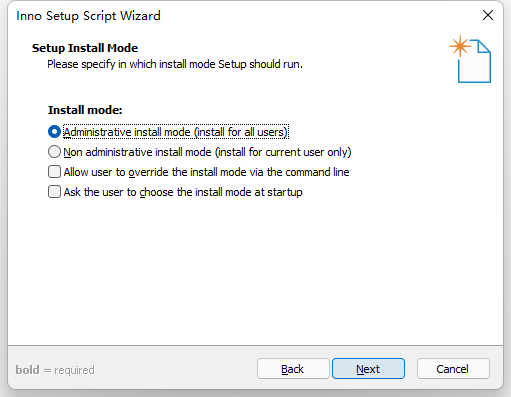 Inno Setup Script Wizard
Setup Install Mode
Please specify in which install mode Setup should run.
Install mode:
Administrative install mode (install for all users)
Non administrative install mode (install for current user only)
Allow user to override the install mode via the command line
Ask the user to choose the install mode at startup
bold = required
Back
Next
Cancel